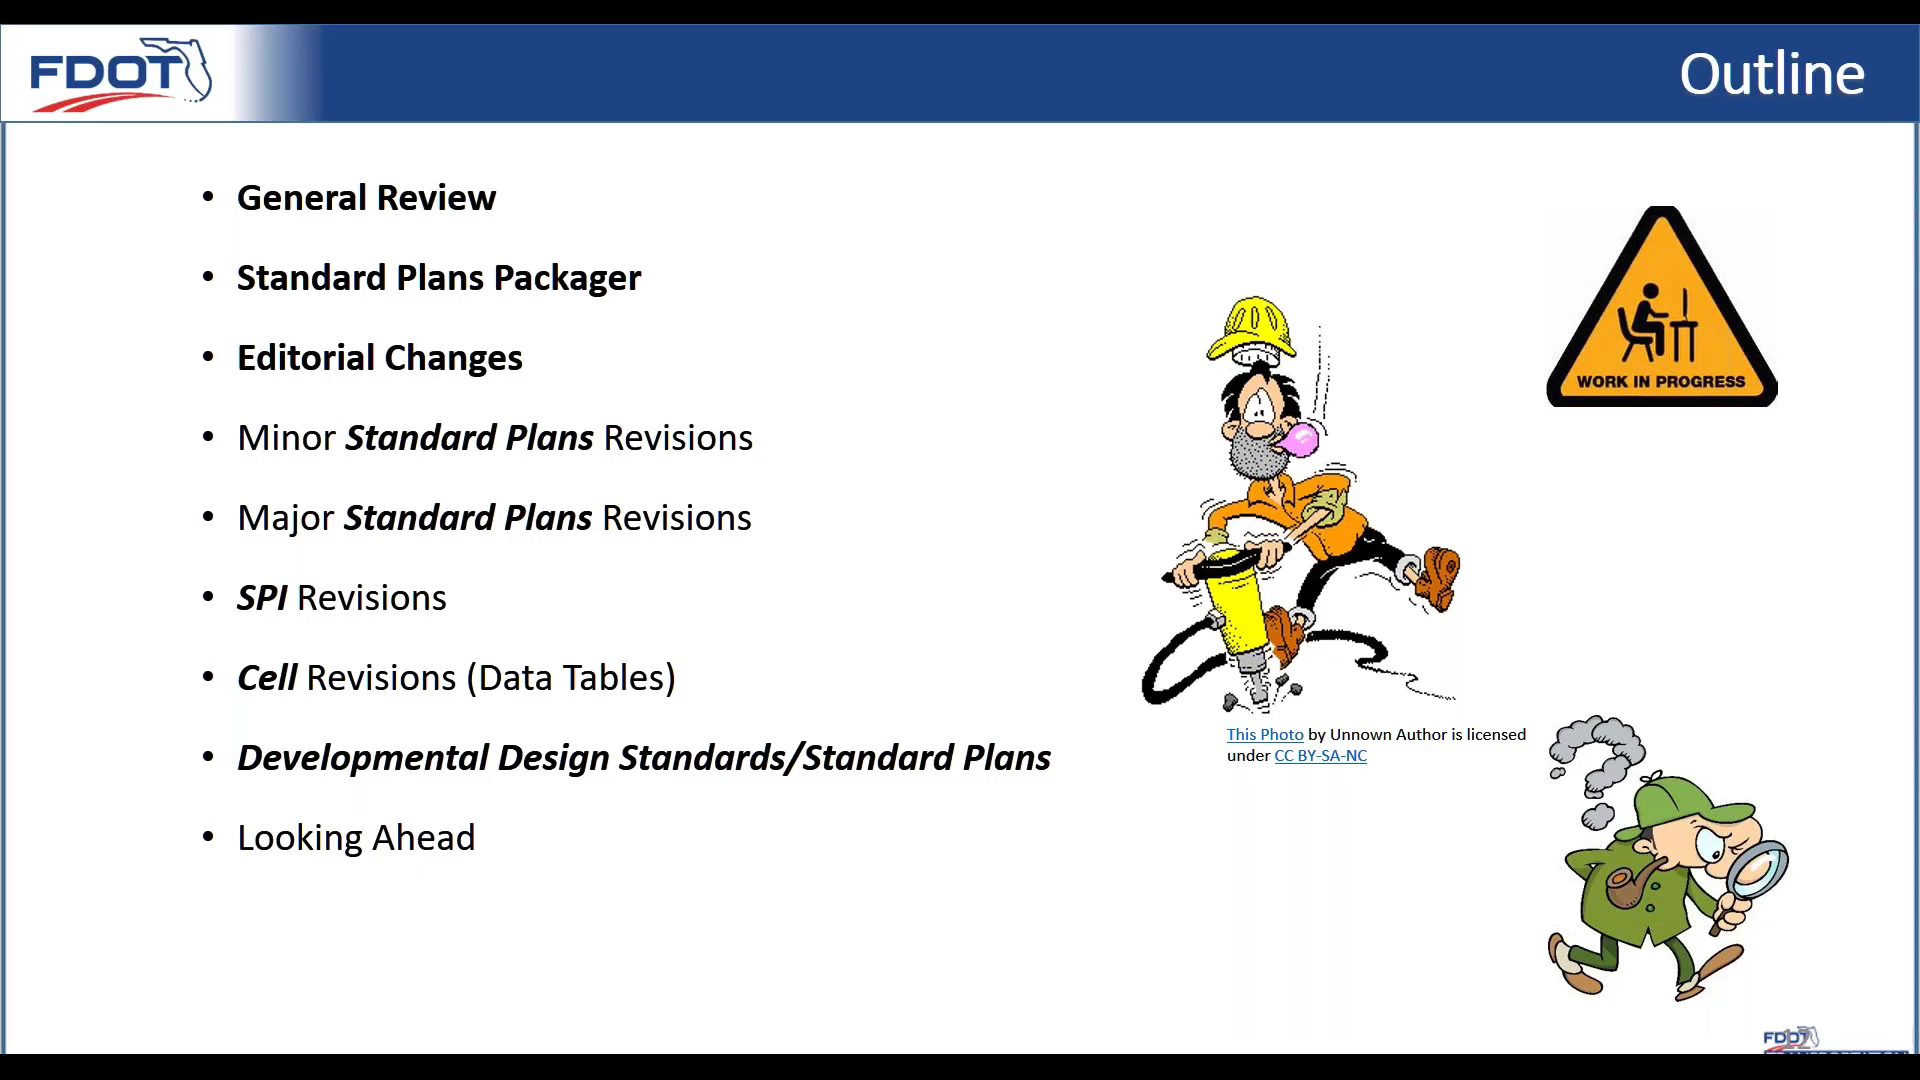 FDOT
Outline
• General Review
• Standard Plans Packager
• Editorial Changes
• Minor Standard Plans Revisions
• Major Standard Plans Revisions
• SPI Revisions
• Cell Revisions (Data Tables)
• Developmental Design Standards/Standard Plans
• Looking Ahead
WORK IN PROGRESS
This Photo by Unnown Author is licensed
under CC BY-SA-NC
FDOT